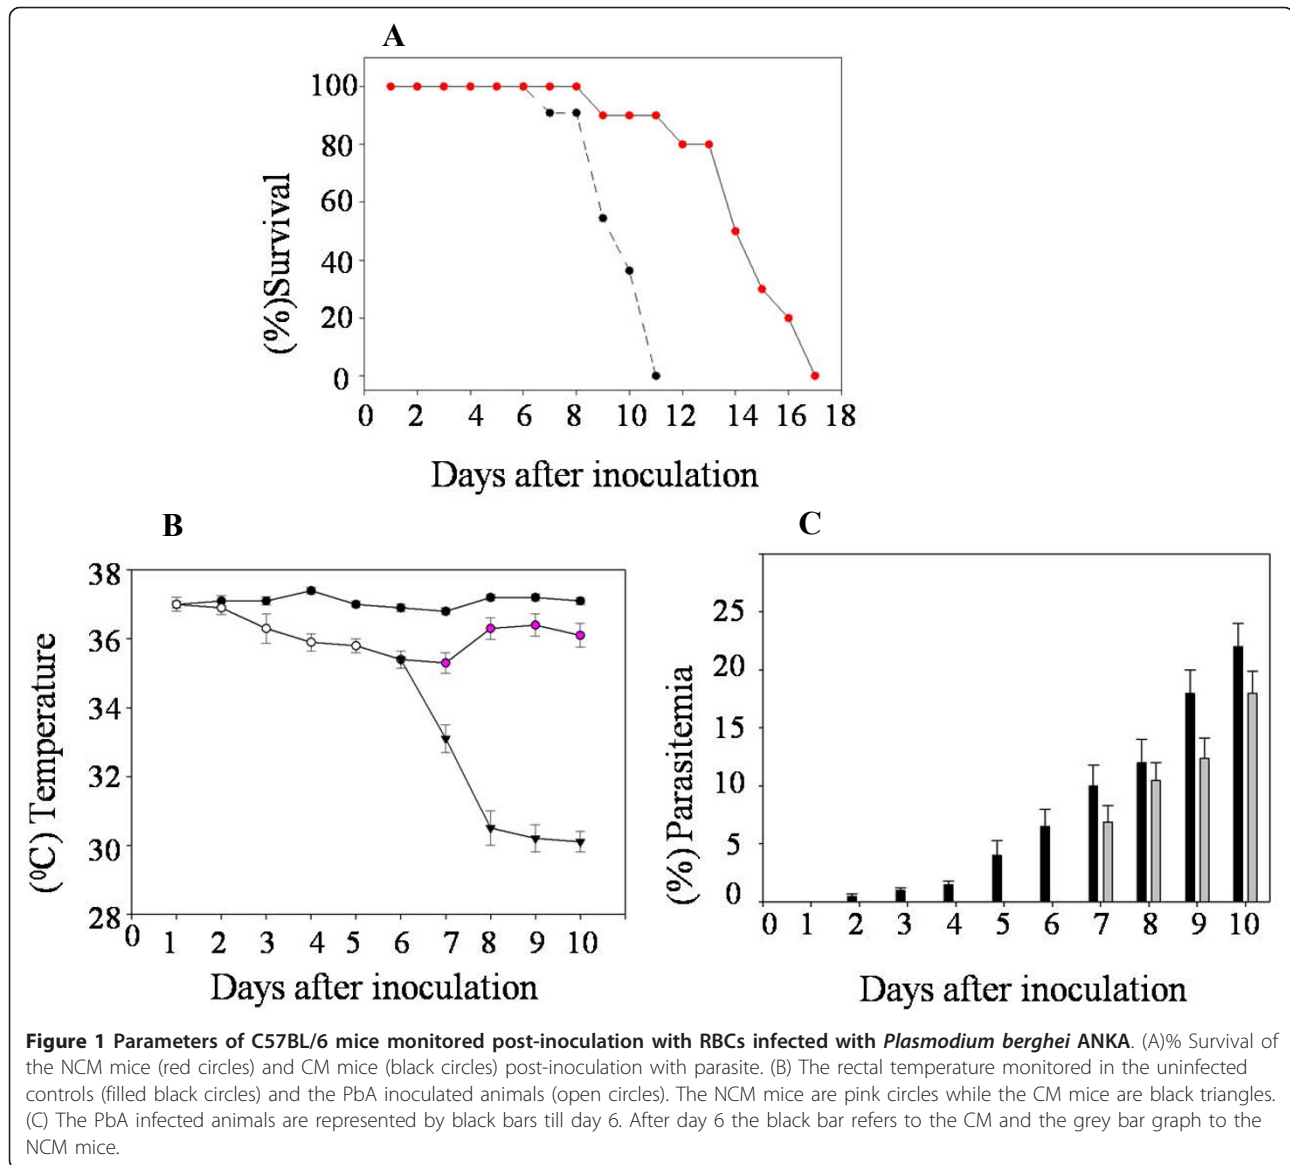 A
100
80
60
40
20
0
(%)Survival
0 2 4 6 8 10 12 14 16 18
Days after inoculation
B
38
36
34
32
30
28
(⁰C) Temperature
0 1 2 3 4 5 6 7 8 9 10
Days after inoculation
C
25
20
15
10
5
0
(%) Parasitemia
0 1 2 3 4 5 6 7 8 9 10
Days after inoculation
Figure 1 Parameters of C57BL/6 mice monitored post-inoculation with RBCs infected with Plasmodium berghei ANKA. (A)% Survival of
the NCM mice (red circles) and CM mice (black circles) post-inoculation with parasite. (B) The rectal temperature monitored in the uninfected
controls (filled black circles) and the PbA inoculated animals (open circles). The NCM mice are pink circles while the CM mice are black triangles.
(C) The PbA infected animals are represented by black bars till day 6. After day 6 the black bar refers to the CM and the grey bar graph to the
NCM mice.